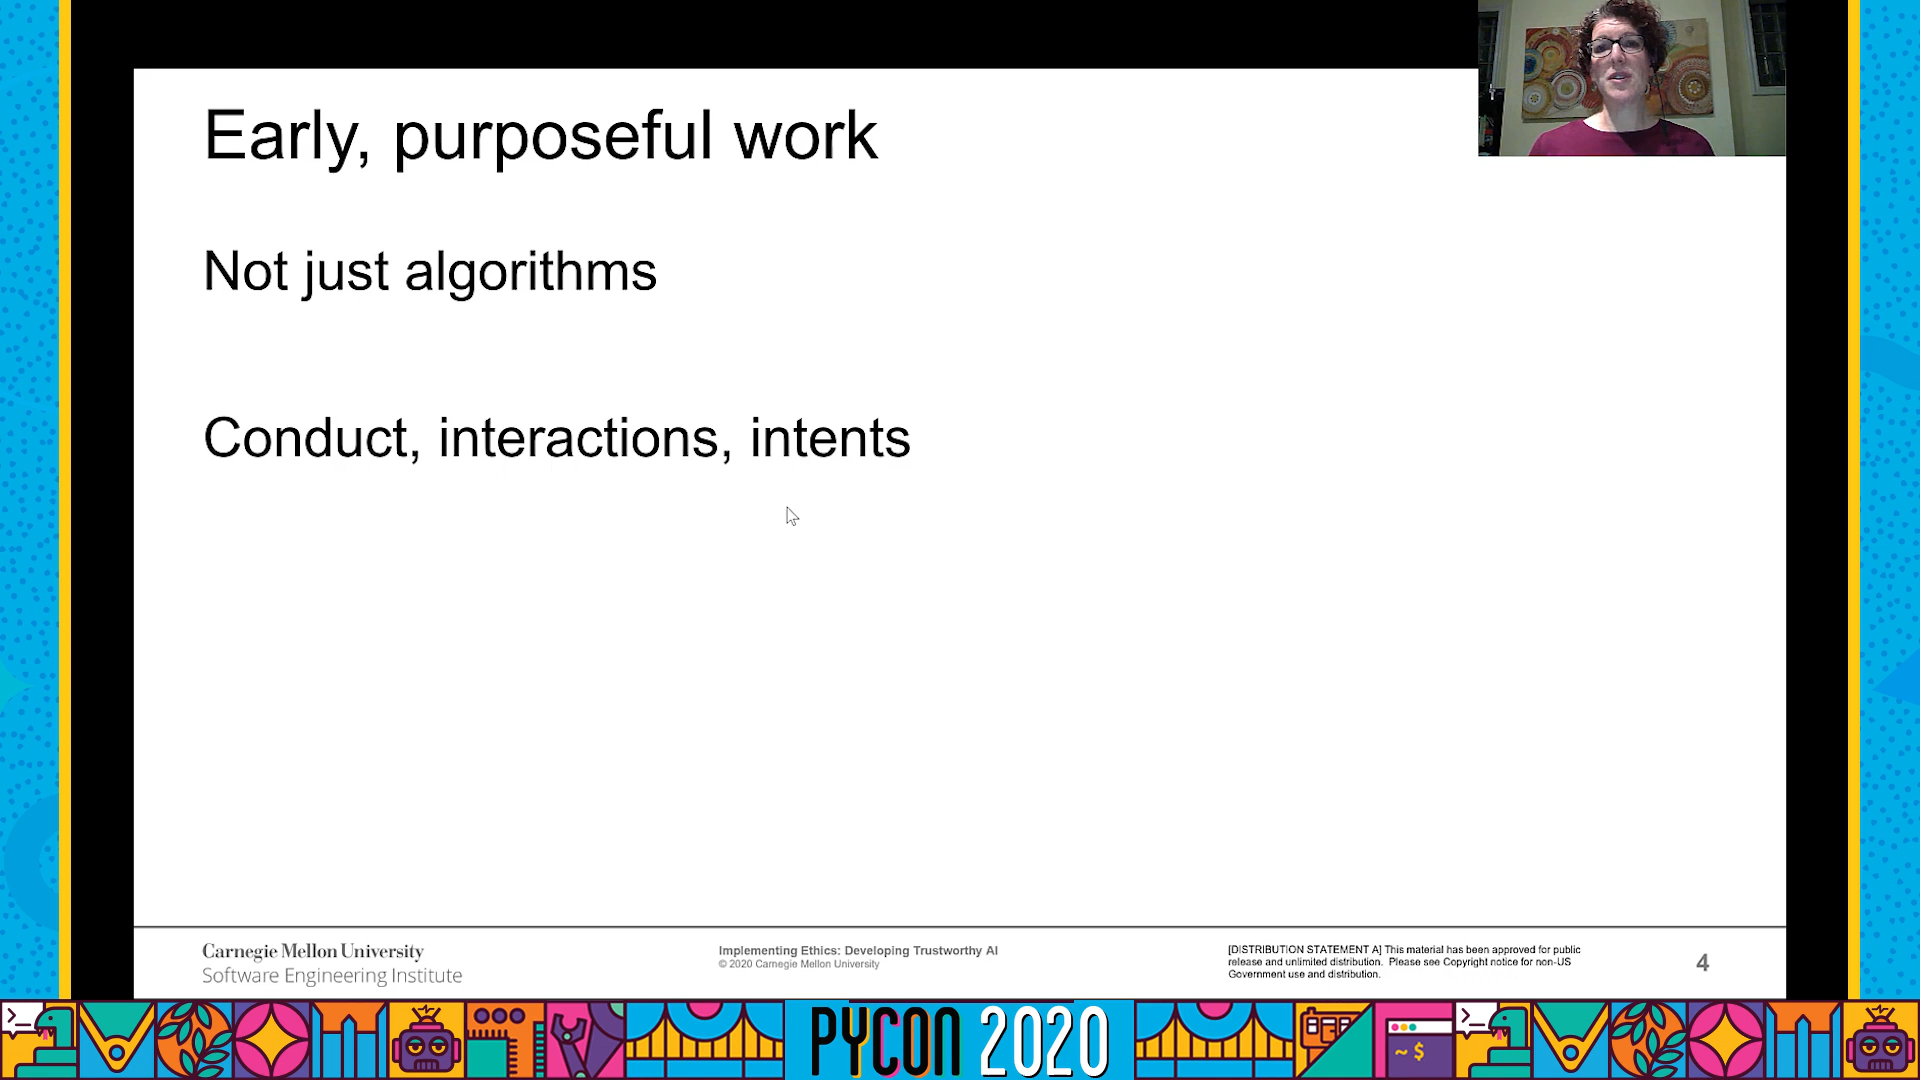 Early, purposeful work
Not just algorithms
Conduct, interactions, intents
Carnegie Mellon University
Software Engineering Institute
Implementing Ethics: Developing Trustworthy AI
© 2020 Carnegie Mellon University
[DISTRIBUTION STATEMENT A] This material has been approved for public
release and unlimited distribution. Please see Copyright notice for non-US
Government use and distribution.
4
PYCON 2020
~ $